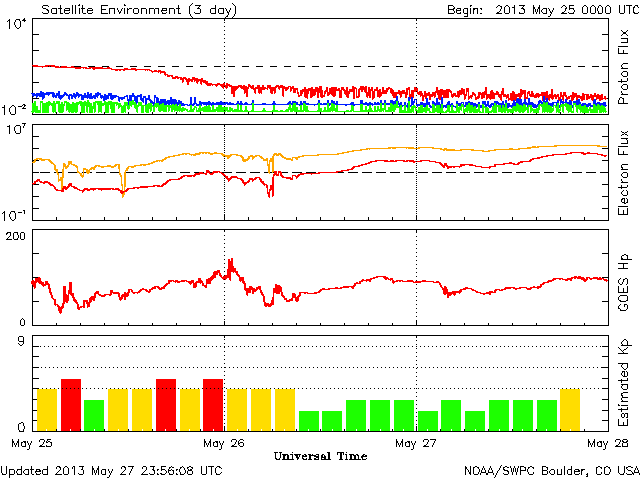 Satellite Environment (3 day) Begin: 2013 May 25 0000 UTC
10⁴
10⁻²
Proton Flux
10⁷
10⁻¹
Electron Flux
200
0
GOES Hp
9
0
Estimated Kp
May 25 May 26 May 27 May 28
Universal Time
Updated 2013 May 27 23:56:08 UTC NOAA/SWPC Boulder, CO USA